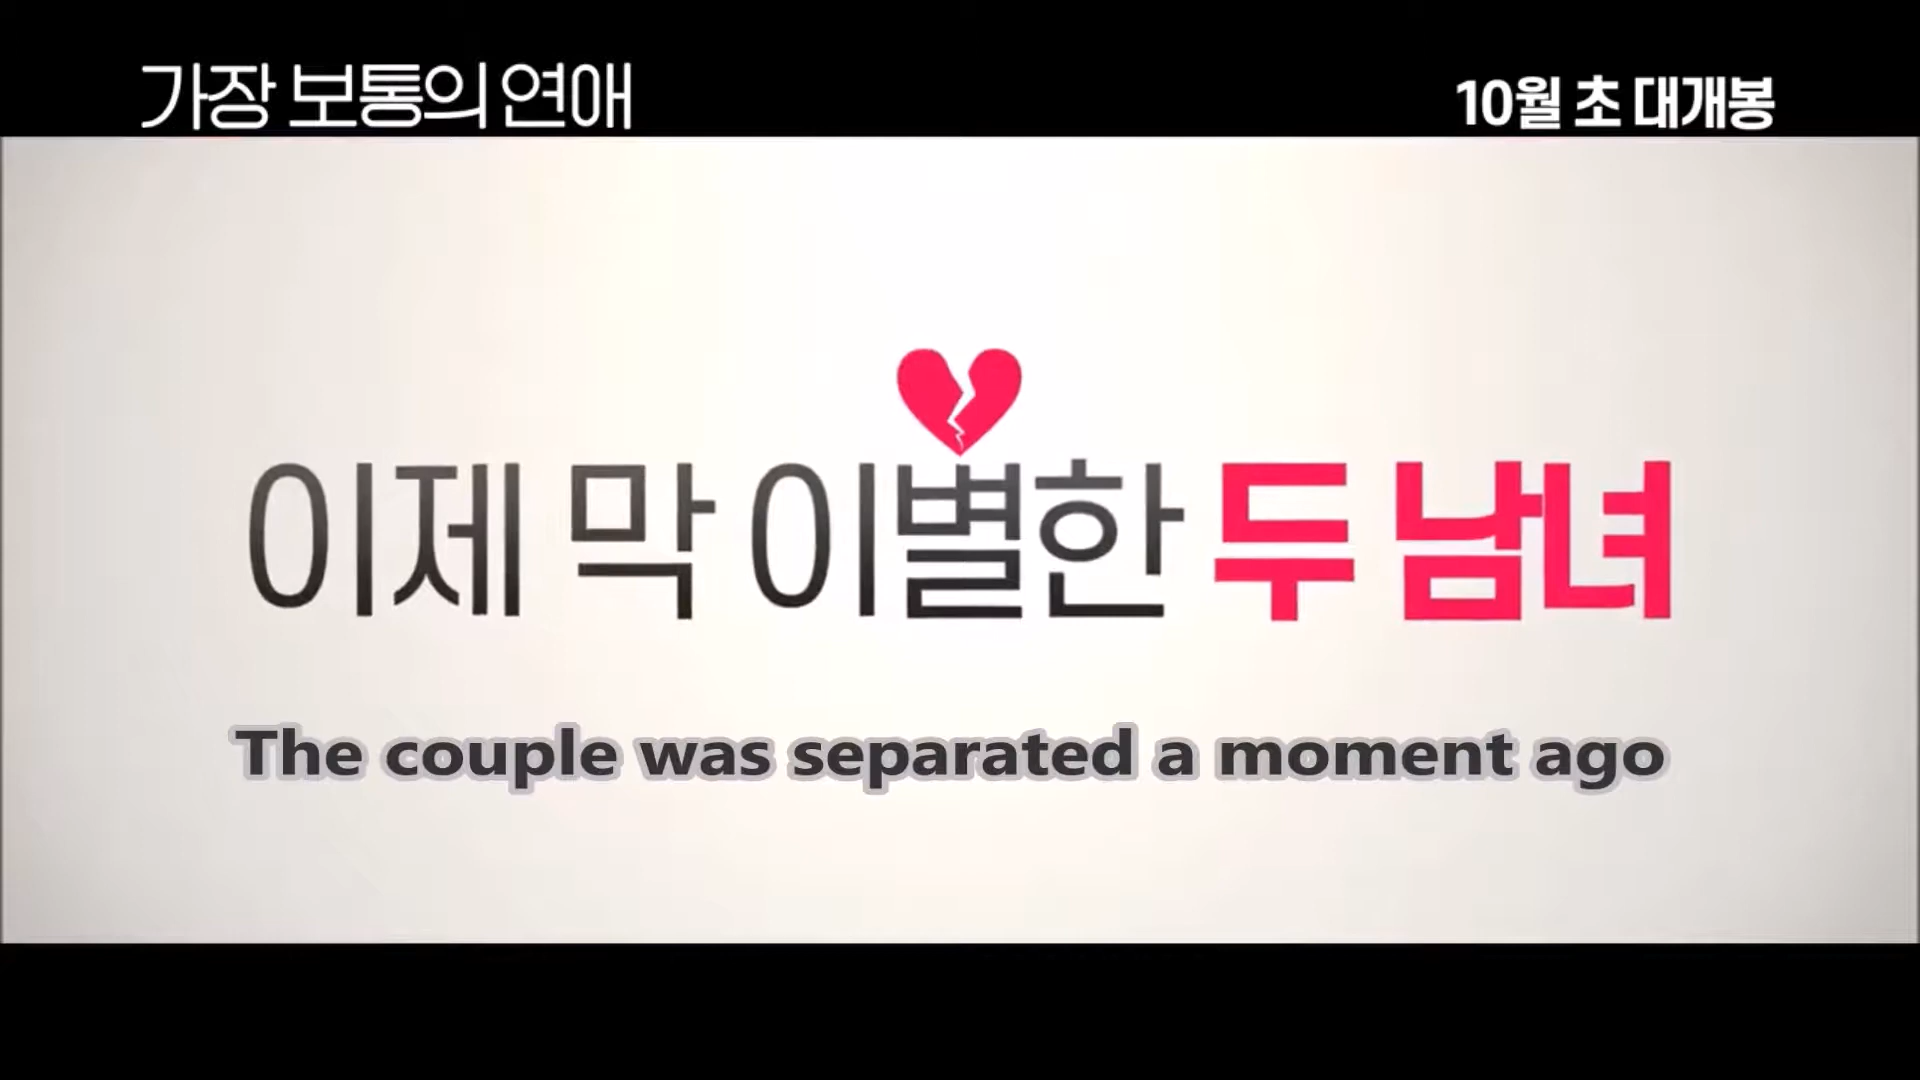 가장 보통의 연애
10월 초 대개봉
이제 막 이별한 두 남녀
The couple was separated a moment ago